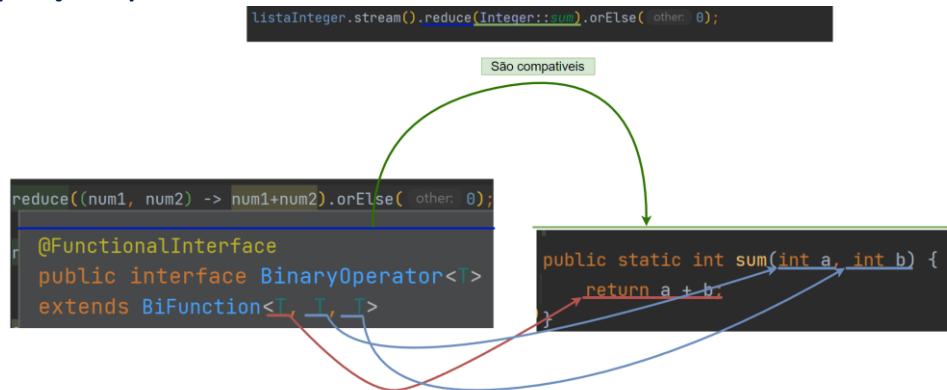 listaInteger.stream().reduce(Integer::sum).orElse( other: 0);
São compativeis
reduce((num1, num2) -> num1+num2).orElse( other: 0);
@FunctionalInterface
public interface BinaryOperator<T>
extends BiFunction<T, T, T>
public static int sum(int a, int b) {
return a + b;
}